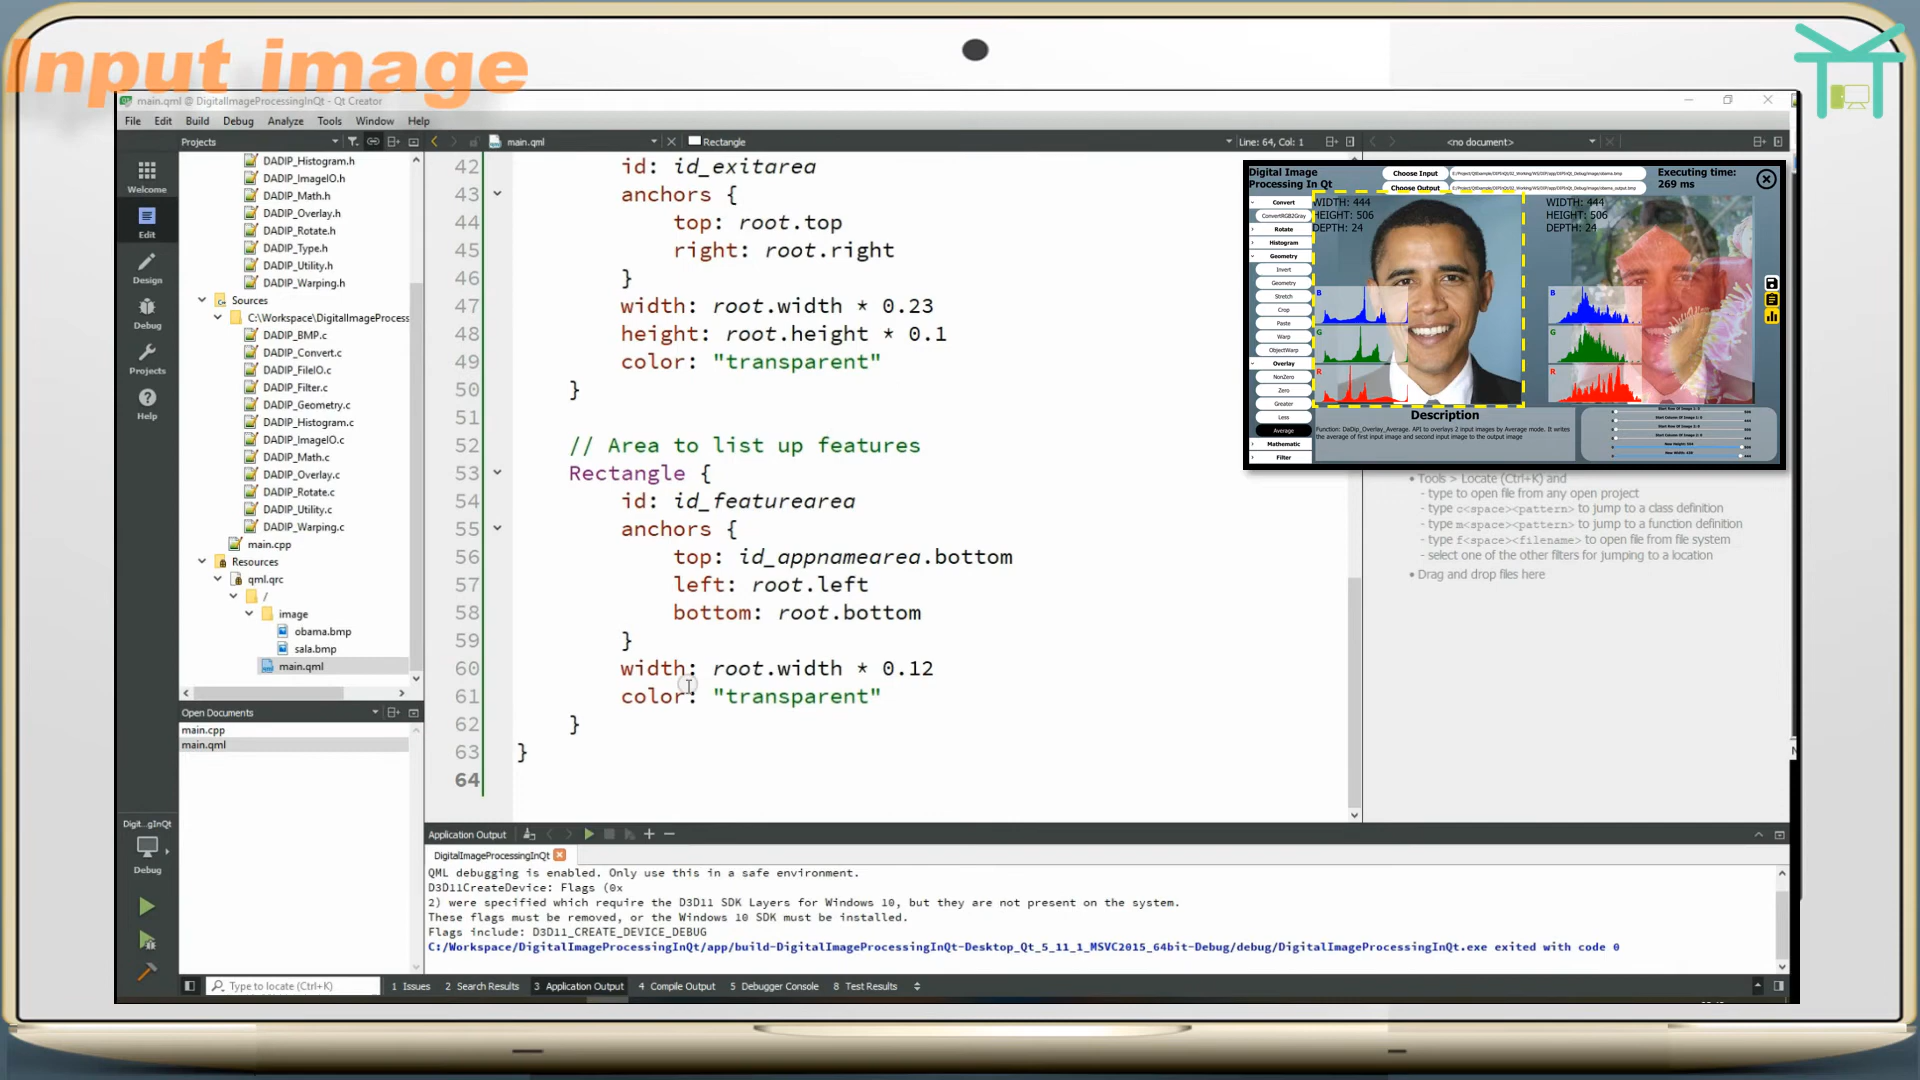 Input image
main.qml @ DigitalImageProcessingInQt - Qt Creator
File Edit Build Debug Analyze Tools Window Help
Projects
main.qml
Rectangle
Line: 64, Col: 1
<no document>
Welcome
Edit
Design
Debug
Projects
Help
DADIP_Histogram.h
DADIP_ImageIO.h
DADIP_Math.h
DADIP_Overlay.h
DADIP_Rotate.h
DADIP_Type.h
DADIP_Utility.h
DADIP_Warping.h
Sources
C:\Workspace\DigitalImageProcess
DADIP_BMP.c
DADIP_Convert.c
DADIP_FileIO.c
DADIP_Filter.c
DADIP_Geometry.c
DADIP_Histogram.c
DADIP_ImageIO.c
DADIP_Math.c
DADIP_Overlay.c
DADIP_Rotate.c
DADIP_Utility.c
DADIP_Warping.c
main.cpp
Resources
qml.qrc
/
image
obama.bmp
sala.bmp
main.qml
Open Documents
main.cpp
main.qml
42 id: id_exitarea
43 anchors {
44 top: root.top
45 right: root.right
46 }
47 width: root.width * 0.23
48 height: root.height * 0.1
49 color: "transparent"
50 }
51
52 // Area to list up features
53 Rectangle {
54 id: id_featurearea
55 anchors {
56 top: id_appnamearea.bottom
57 left: root.left
58 bottom: root.bottom
59 }
60 width: root.width * 0.12
61 color: "transparent"
62 }
63 }
64
Digital Image
Processing In Qt
Choose Input
Choose Output
Executing time:
269 ms
Convert
ConvertRGB2Gray
Rotate
Histogram
Geometry
Invert
Geometry
Stretch
Crop
Paste
Warp
ObjectWarp
Overlay
NonZero
Zero
Greater
Less
Average
Mathematic
Filter
WIDTH: 444
HEIGHT: 506
DEPTH: 24
B
G
R
WIDTH: 444
HEIGHT: 506
DEPTH: 24
B
G
R
Description
Function: DaDip_Overlay_Average. API to overlays 2 input images by Average mode. It writes
the average of first input image and second input image to the output image
• Tools > Locate (Ctrl+K)
- type to open file from any open project
- type c<space><pattern> to jump to a class definition
- type m<space><pattern> to jump to a function definition
- type f<space><filename> to open file from file system
- select one of the other filters for jumping to a location
• Drag and drop files here
Digit...gInQt
Debug
Application Output
DigitalImageProcessingInQt
QML debugging is enabled. Only use this in a safe environment.
D3D11CreateDevice: Flags (0x
2) were specified which require the D3D11 SDK Layers for Windows 10, but they are not present on the system.
These flags must be removed, or the Windows 10 SDK must be installed.
Flags include: D3D11_CREATE_DEVICE_DEBUG
C:/Workspace/DigitalImageProcessingInQt/app/build-DigitalImageProcessingInQt-Desktop_Qt_5_11_1_MSVC2015_64bit-Debug/debug/DigitalImageProcessingInQt.exe exited with code 0
Type to locate (Ctrl+K)
1 Issues 2 Search Results 3 Application Output 4 Compile Output 5 Debugger Console 8 Test Results